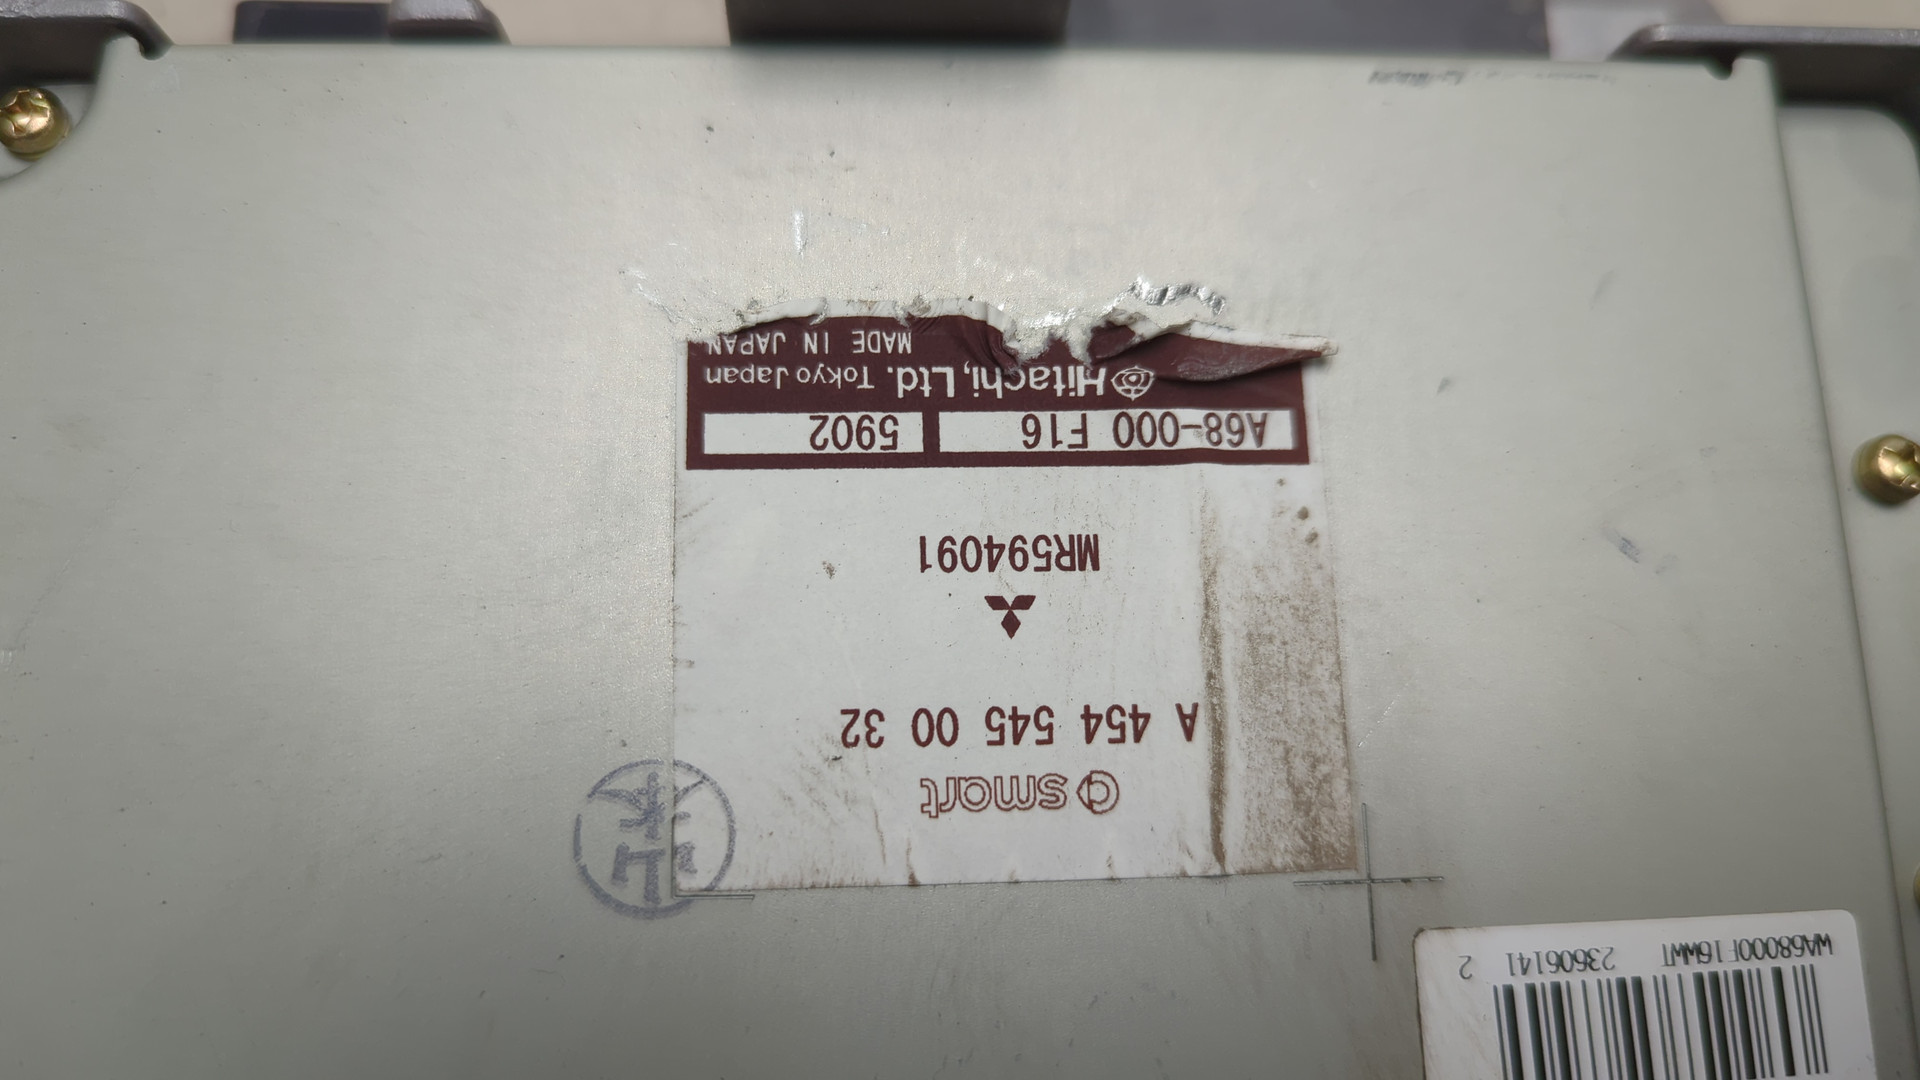 WA68000F16WWT 23606141 2
smart
A 454 545 00 32
MR594091
A68-000 F16 5902
Hitachi, Ltd. Tokyo Japan
MADE IN JAPAN